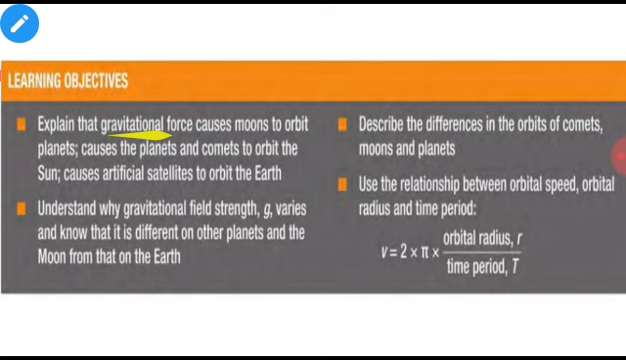 LEARNING OBJECTIVES
Explain that gravitational force causes moons to orbit
planets; causes the planets and comets to orbit the
Sun; causes artificial satellites to orbit the Earth
Understand why gravitational field strength, g, varies
and know that it is different on other planets and the
Moon from that on the Earth
Describe the differences in the orbits of comets,
moons and planets
Use the relationship between orbital speed, orbital
radius and time period:
v = 2 × π × orbital radius, r
time period, T